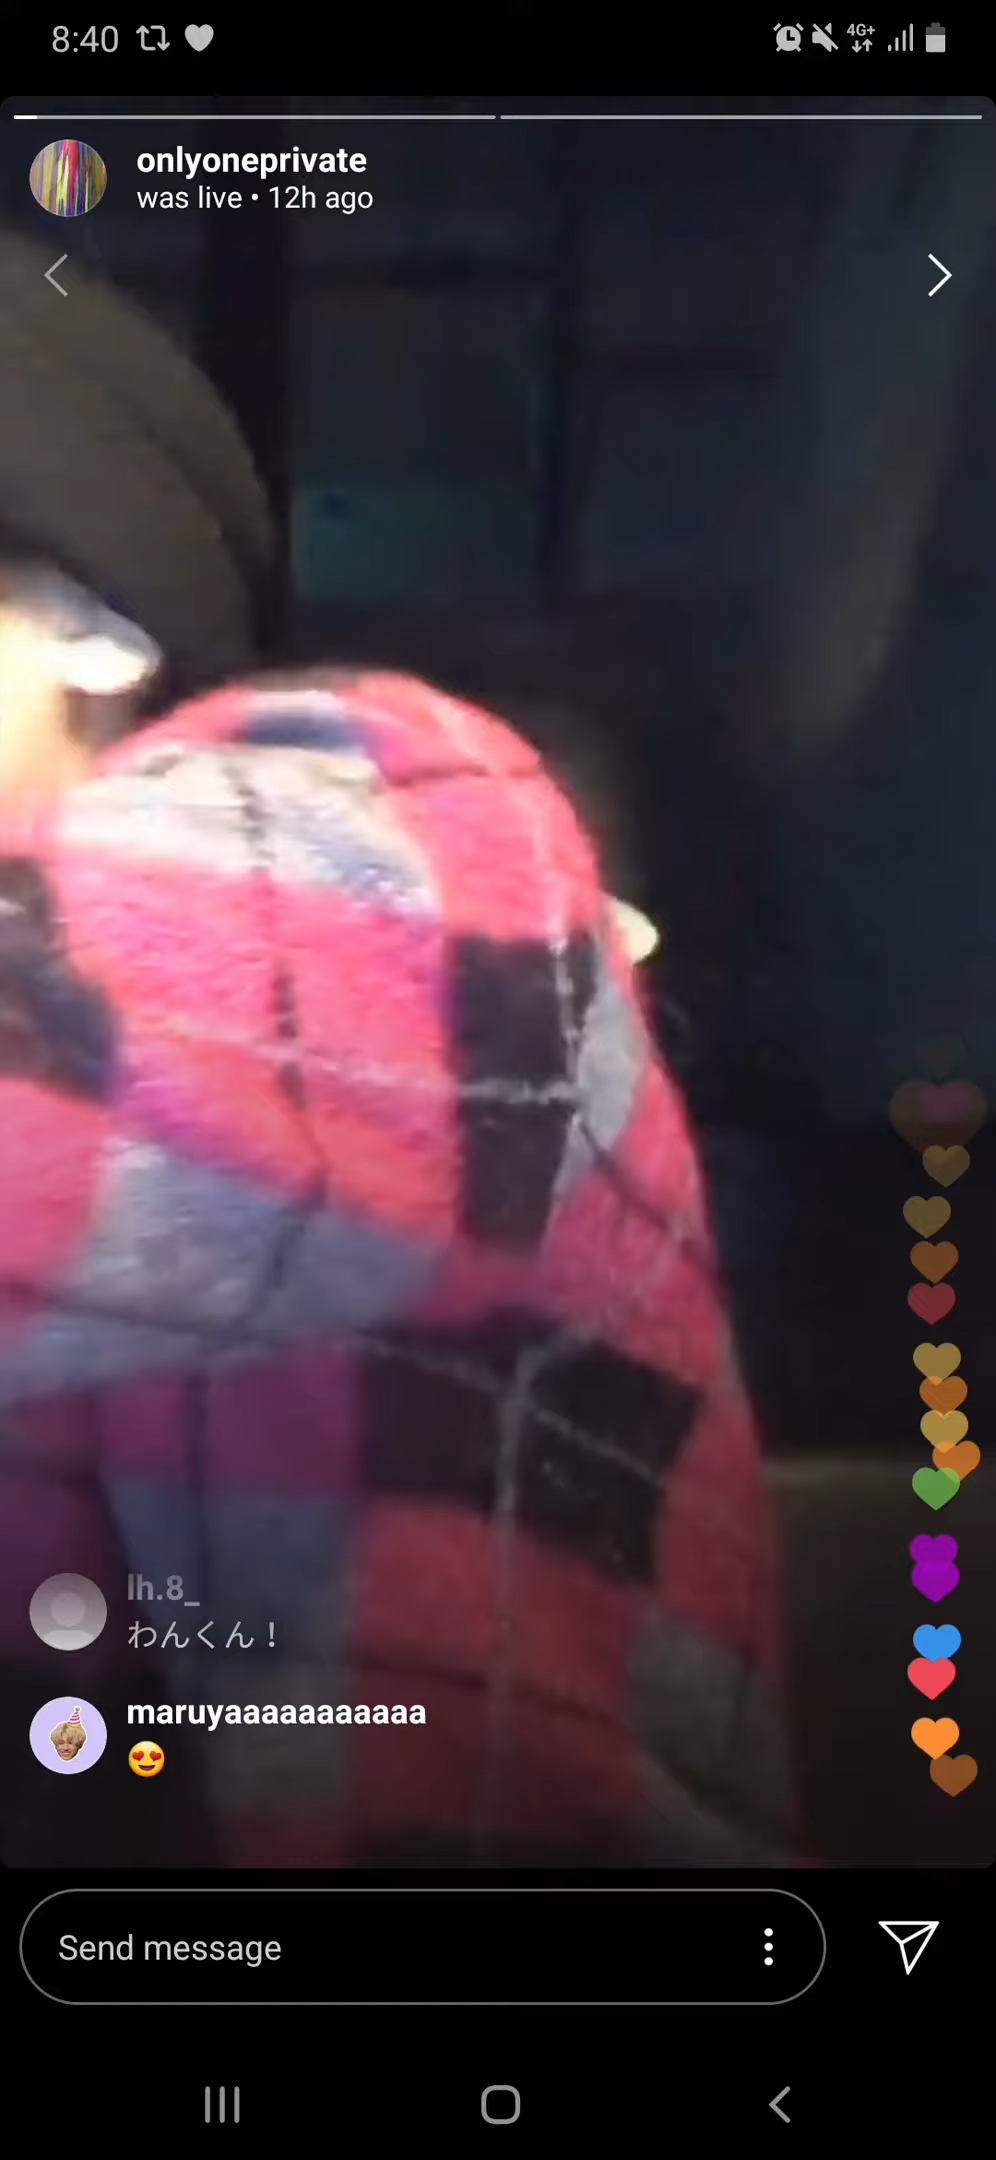 8:40
4G+
onlyoneprivate
was live • 12h ago
lh.8_
わんくん！
maruyaaaaaaaaaaa
😍
Send message